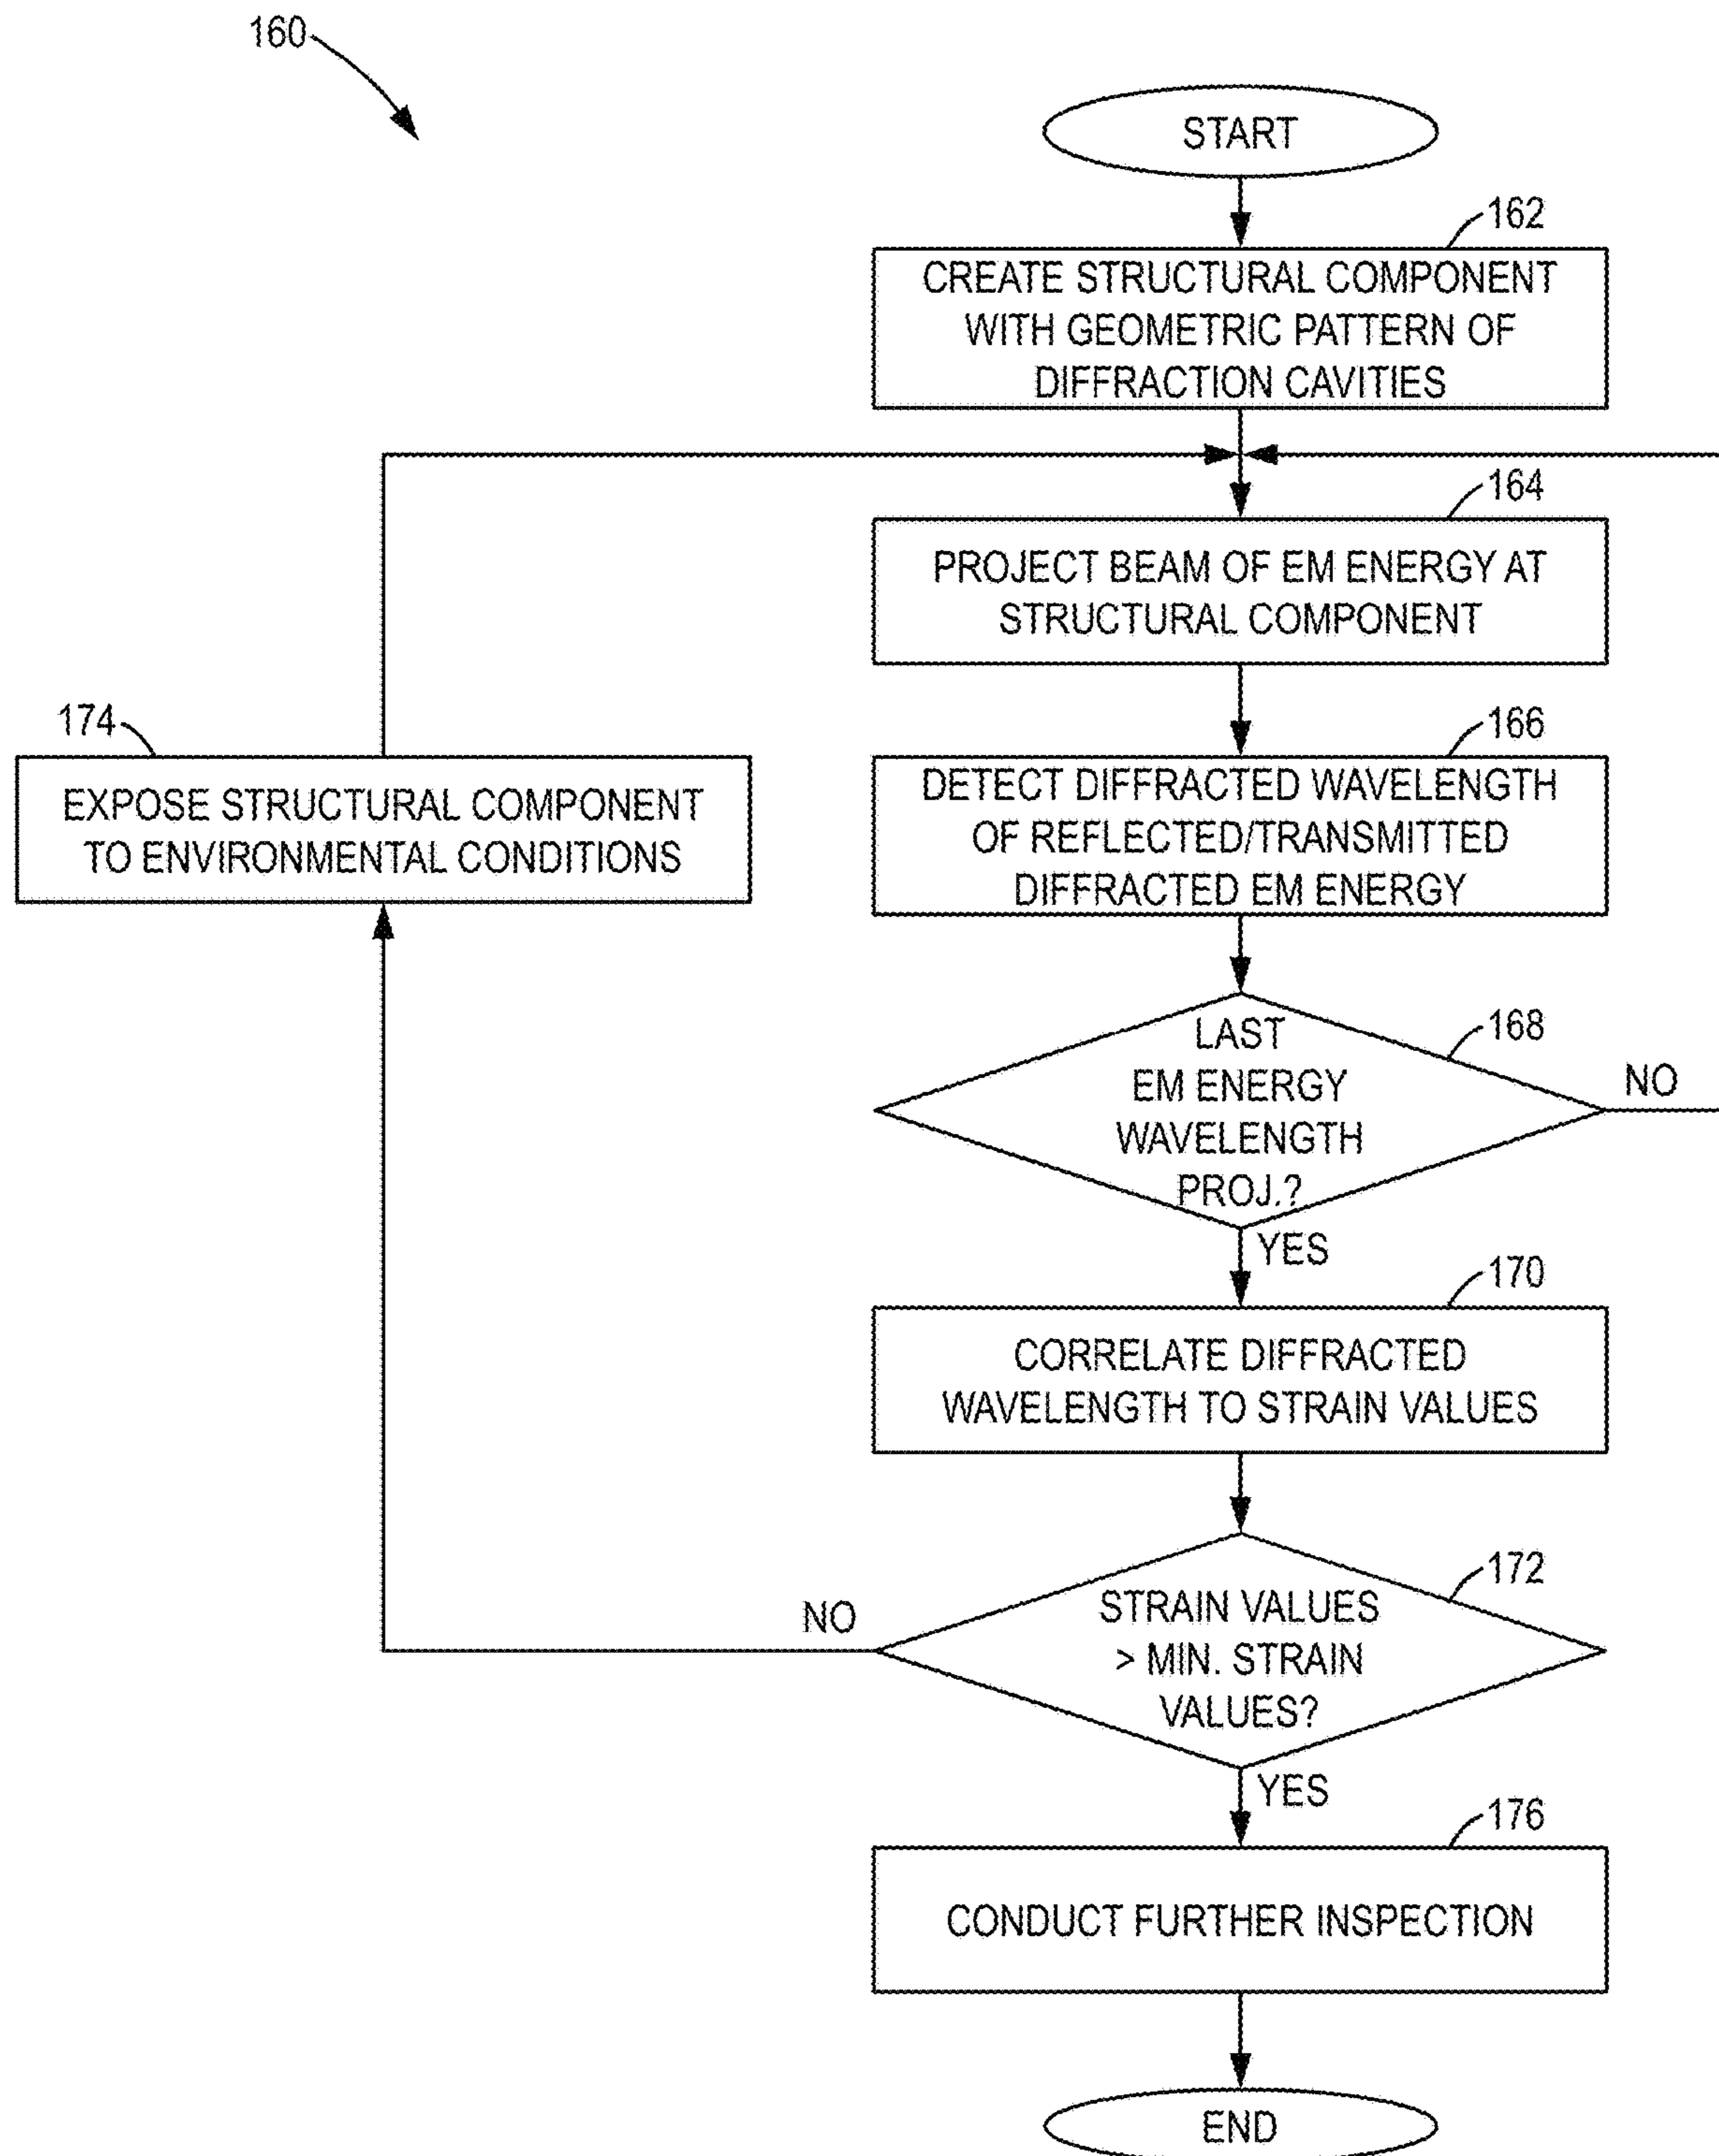 160
START
162
CREATE STRUCTURAL COMPONENT
WITH GEOMETRIC PATTERN OF
DIFFRACTION CAVITIES
164
PROJECT BEAM OF EM ENERGY AT
STRUCTURAL COMPONENT
174
EXPOSE STRUCTURAL COMPONENT
TO ENVIRONMENTAL CONDITIONS
166
DETECT DIFFRACTED WAVELENGTH
OF REFLECTED/TRANSMITTED
DIFFRACTED EM ENERGY
168
LAST
EM ENERGY
WAVELENGTH
PROJ.?
NO
YES
170
CORRELATE DIFFRACTED
WAVELENGTH TO STRAIN VALUES
172
STRAIN VALUES
> MIN. STRAIN
VALUES?
NO
YES
176
CONDUCT FURTHER INSPECTION
END